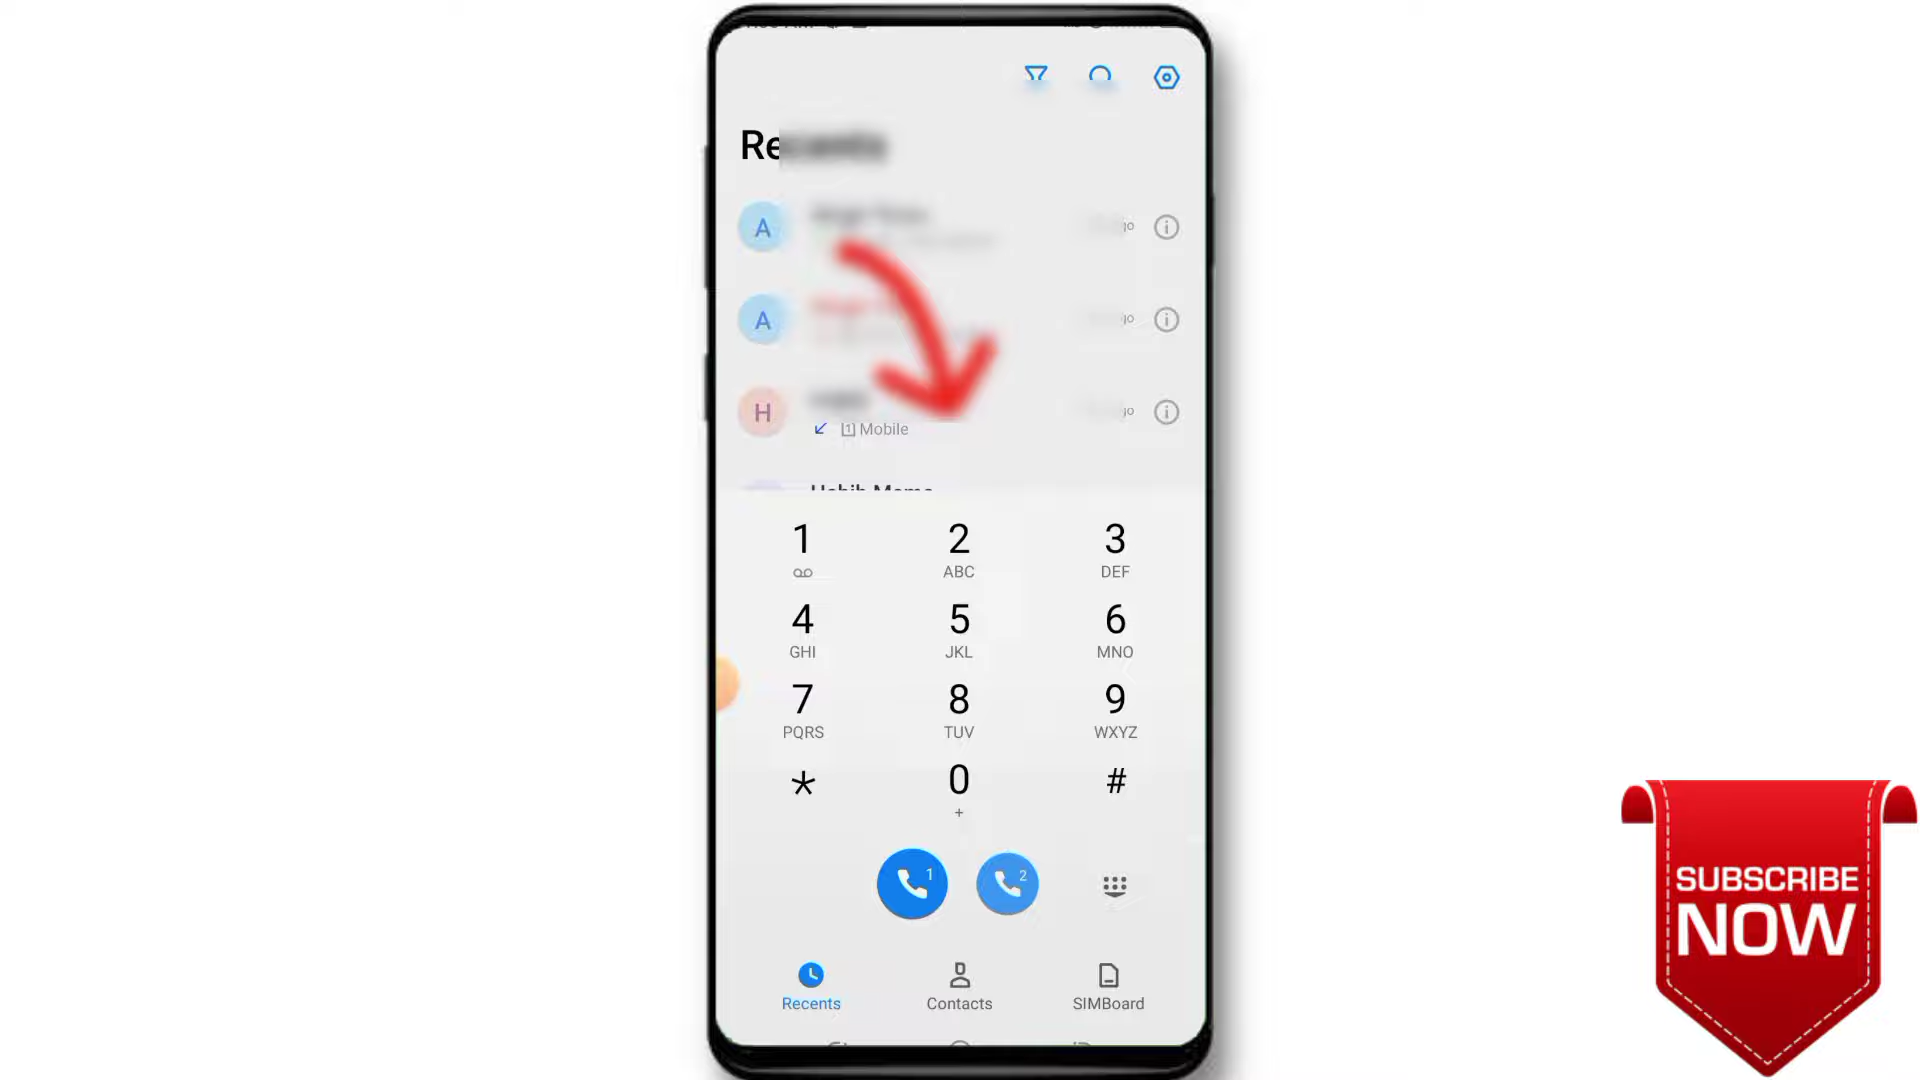 Re
A
A
H
1 Mobile
1
2
ABC
3
DEF
4
GHI
5
JKL
6
MNO
7
PQRS
8
TUV
9
WXYZ
*
0
+
#
1
2
Recents
Contacts
SIMBoard
SUBSCRIBE
NOW